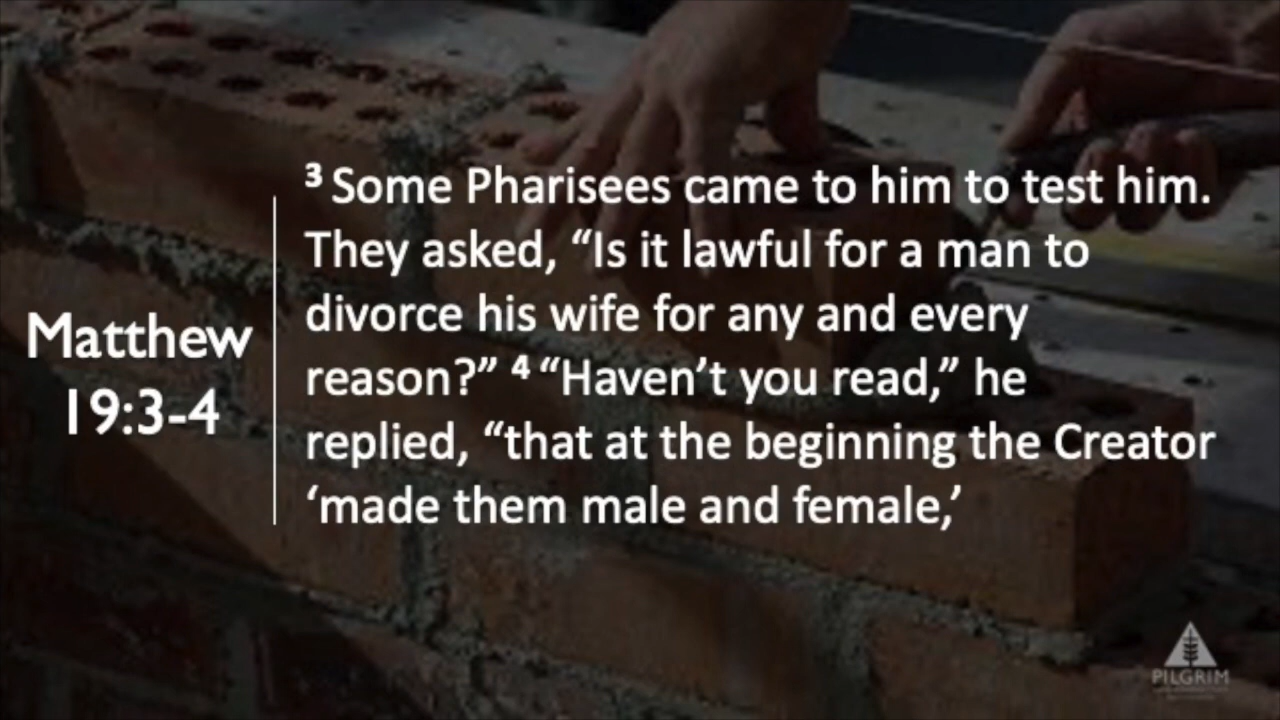 Matthew
19:3-4
³ Some Pharisees came to him to test him.
They asked, “Is it lawful for a man to
divorce his wife for any and every
reason?” ⁴ “Haven’t you read,” he
replied, “that at the beginning the Creator
‘made them male and female,’
PILGRIM